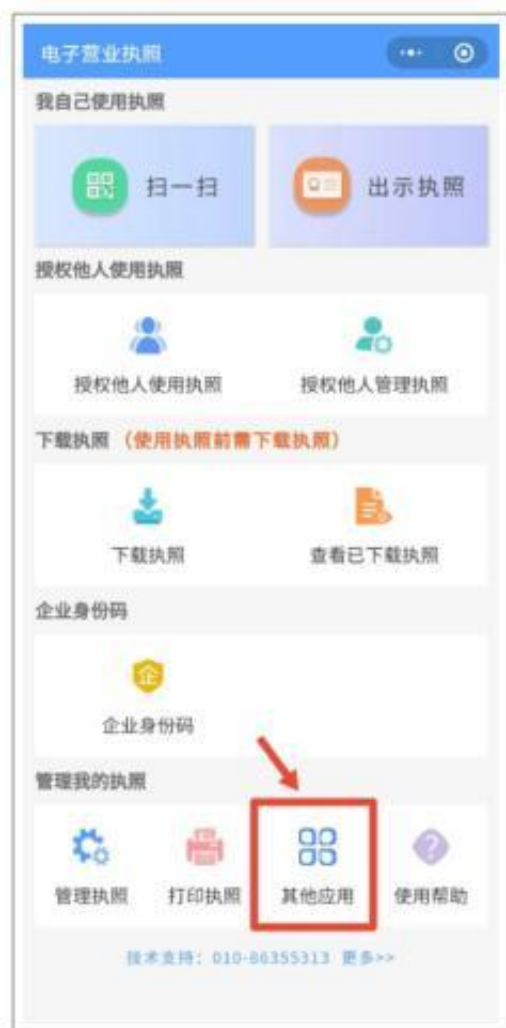 电子营业执照
我自己使用执照
扫一扫
出示执照
授权他人使用执照
授权他人使用执照
授权他人管理执照
下载执照（使用执照前需下载执照）
下载执照
查看已下载执照
企业身份码
企
企业身份码
管理我的执照
管理执照
打印执照
其他应用
使用帮助
技术支持：010-86355313 更多>>